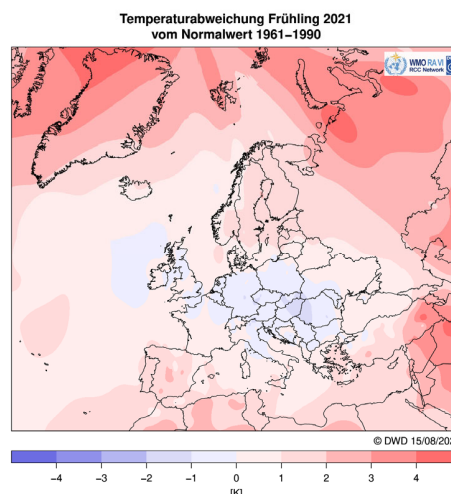 Temperaturabweichung Frühling 2021
vom Normalwert 1961−1990
WMO RA VI
RCC Network
© DWD 15/08/202
−4 −3 −2 −1 0 1 2 3 4
[K]